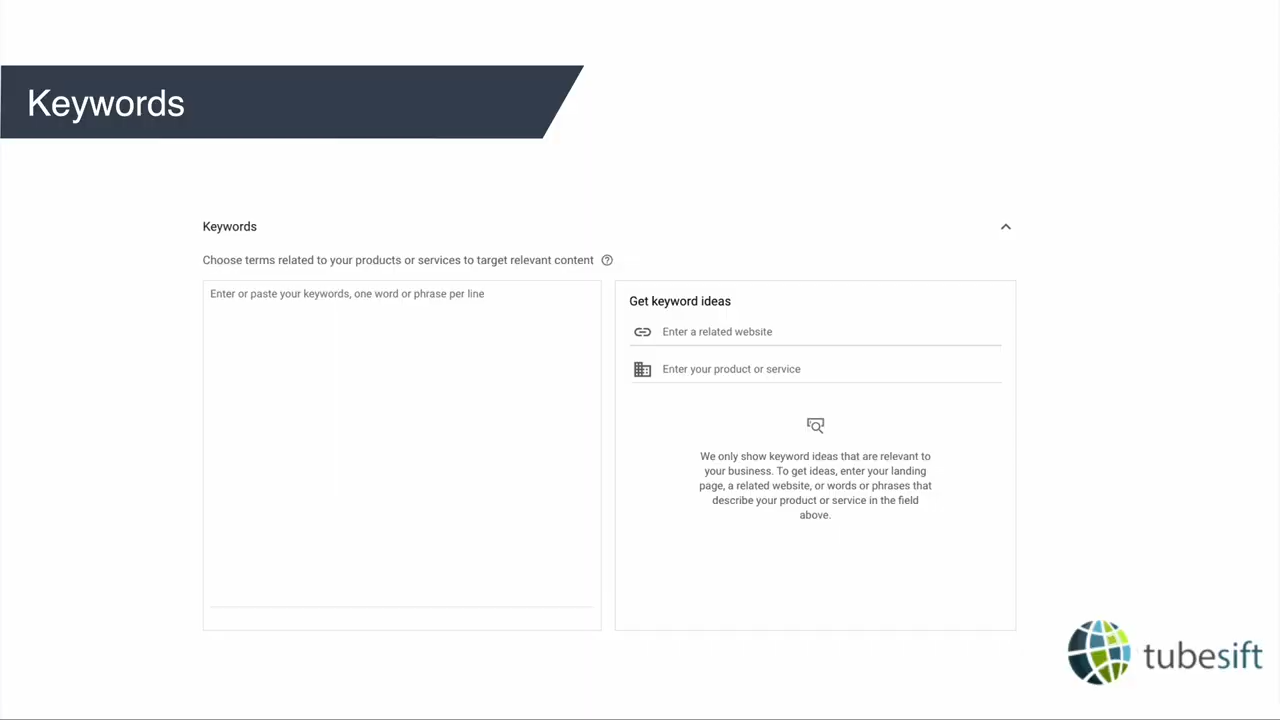 Keywords
Keywords
Choose terms related to your products or services to target relevant content
Enter or paste your keywords, one word or phrase per line
Get keyword ideas
Enter a related website
Enter your product or service
We only show keyword ideas that are relevant to
your business. To get ideas, enter your landing
page, a related website, or words or phrases that
describe your product or service in the field
above.
tubesift